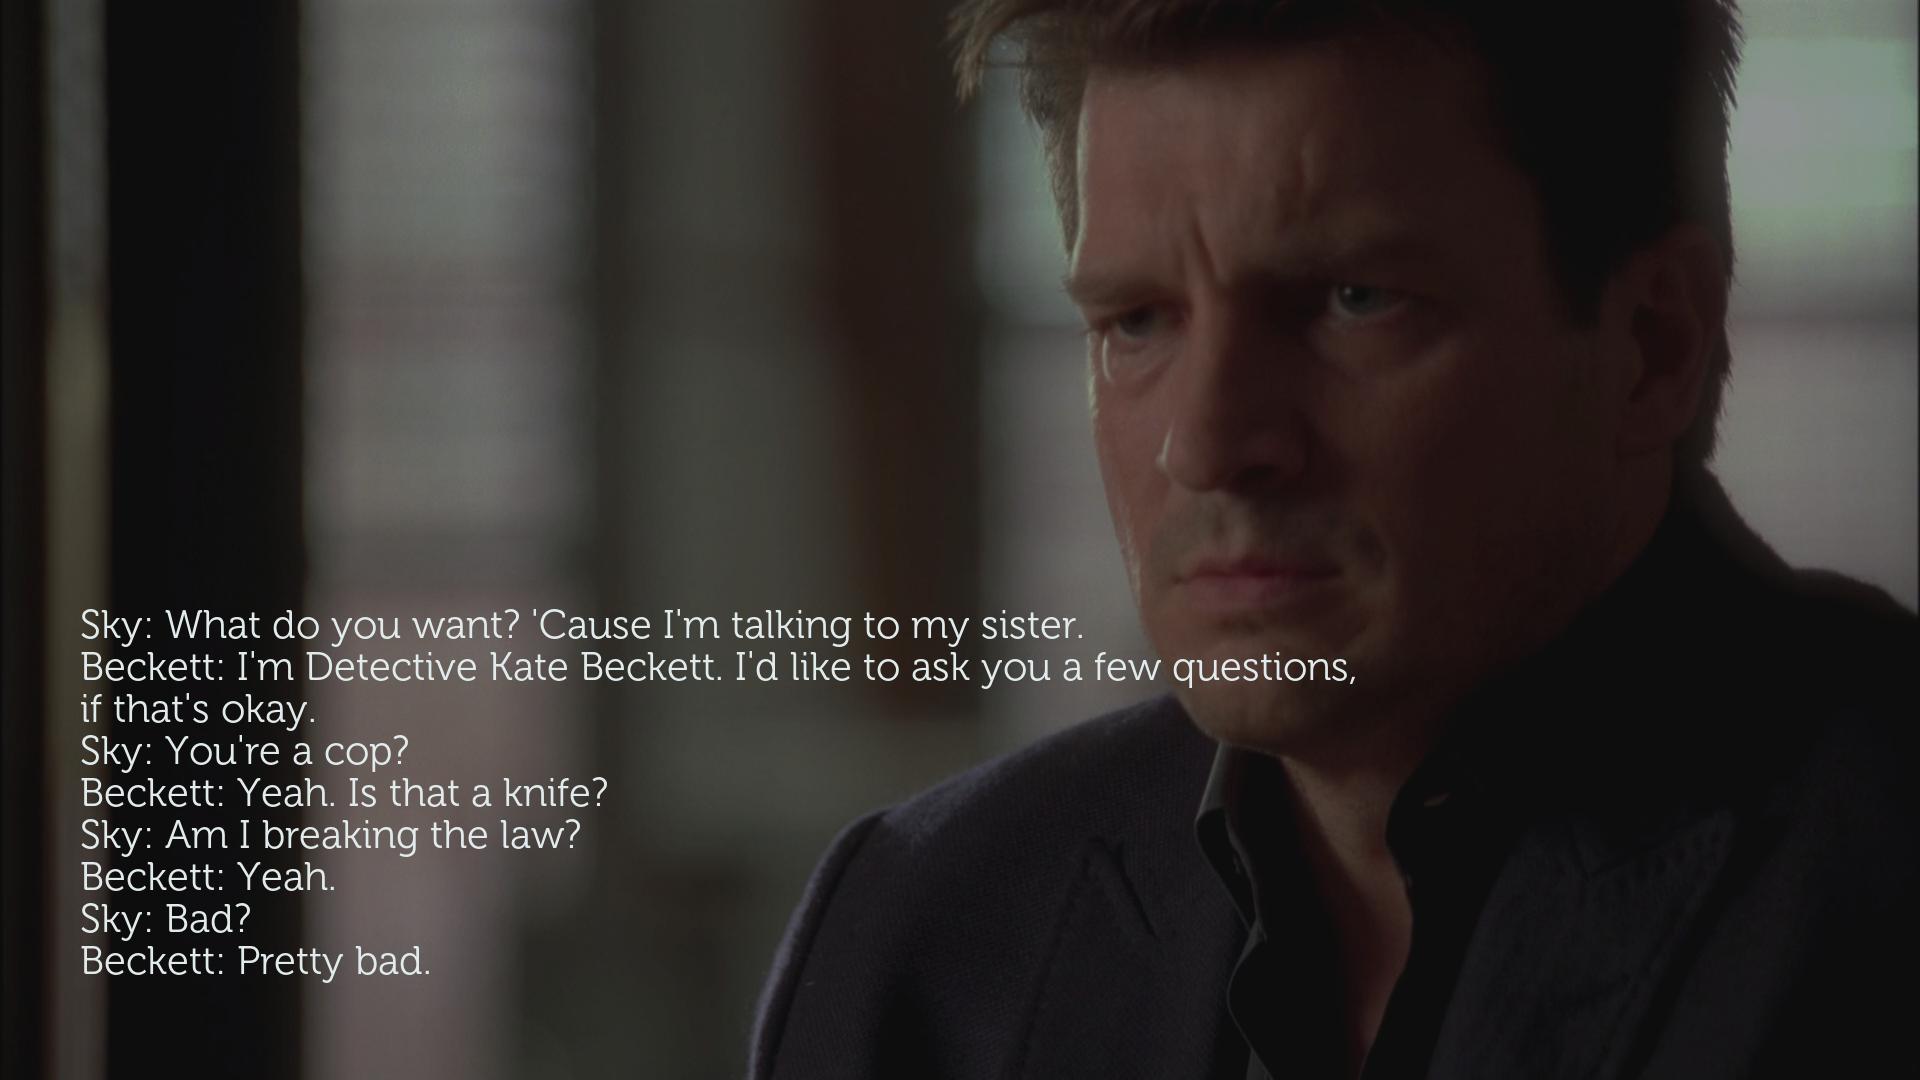 Sky: What do you want? 'Cause I'm talking to my sister.
Beckett: I'm Detective Kate Beckett. I'd like to ask you a few questions,
if that's okay.
Sky: You're a cop?
Beckett: Yeah. Is that a knife?
Sky: Am I breaking the law?
Beckett: Yeah.
Sky: Bad?
Beckett: Pretty bad.